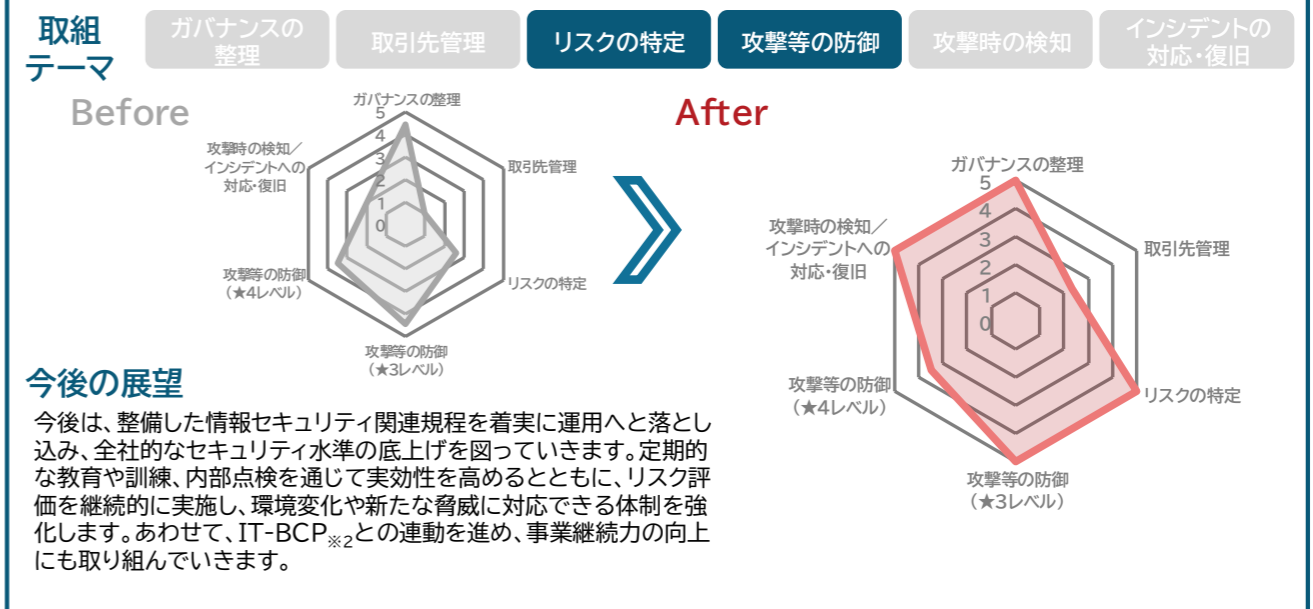 取組
テーマ
ガバナンスの
整理
取引先管理
リスクの特定
攻撃等の防御
攻撃時の検知
インシデントの
対応・復旧
Before
ガバナンスの整理
5
4
3
2
1
0
取引先管理
リスクの特定
攻撃等の防御
(★3レベル)
攻撃等の防御
(★4レベル)
攻撃時の検知/
インシデントへの
対応・復旧
After
ガバナンスの整理
5
4
3
2
1
0
取引先管理
リスクの特定
攻撃等の防御
(★3レベル)
攻撃等の防御
(★4レベル)
攻撃時の検知/
インシデントへの
対応・復旧
今後の展望
今後は、整備した情報セキュリティ関連規程を着実に運用へと落とし
込み、全社的なセキュリティ水準の底上げを図っていきます。定期的
な教育や訓練、内部点検を通じて実効性を高めるとともに、リスク評
価を継続的に実施し、環境変化や新たな脅威に対応できる体制を強
化します。あわせて、IT-BCP※2との連動を進め、事業継続力の向上
にも取り組んでいきます。